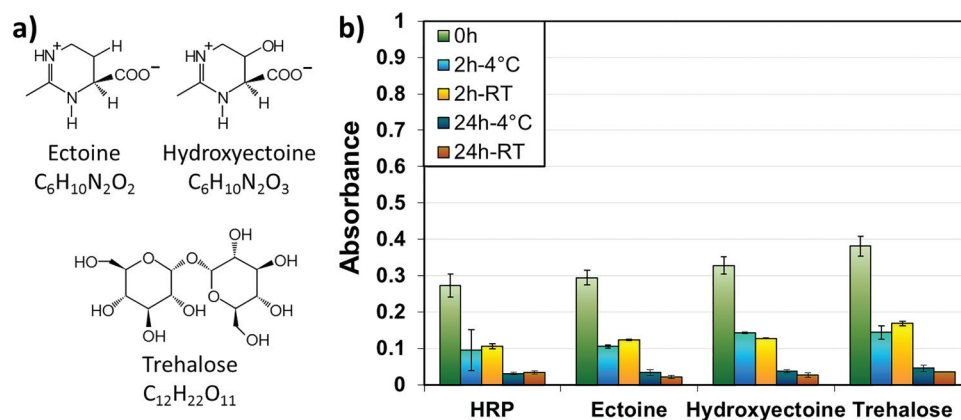 a)
H
HN
+
COO⁻
N
H
H
Ectoine
C₆H₁₀N₂O₂
OH
HN
+
COO⁻
N
H
H
Hydroxyectoine
C₆H₁₀N₂O₃
HO
O
HO
OH
OH
O
OH
OH
O
OH
HO
Trehalose
C₁₂H₂₂O₁₁
b)
Absorbance
1
0.9
0.8
0.7
0.6
0.5
0.4
0.3
0.2
0.1
0
0h
2h-4°C
2h-RT
24h-4°C
24h-RT
HRP
Ectoine
Hydroxyectoine
Trehalose